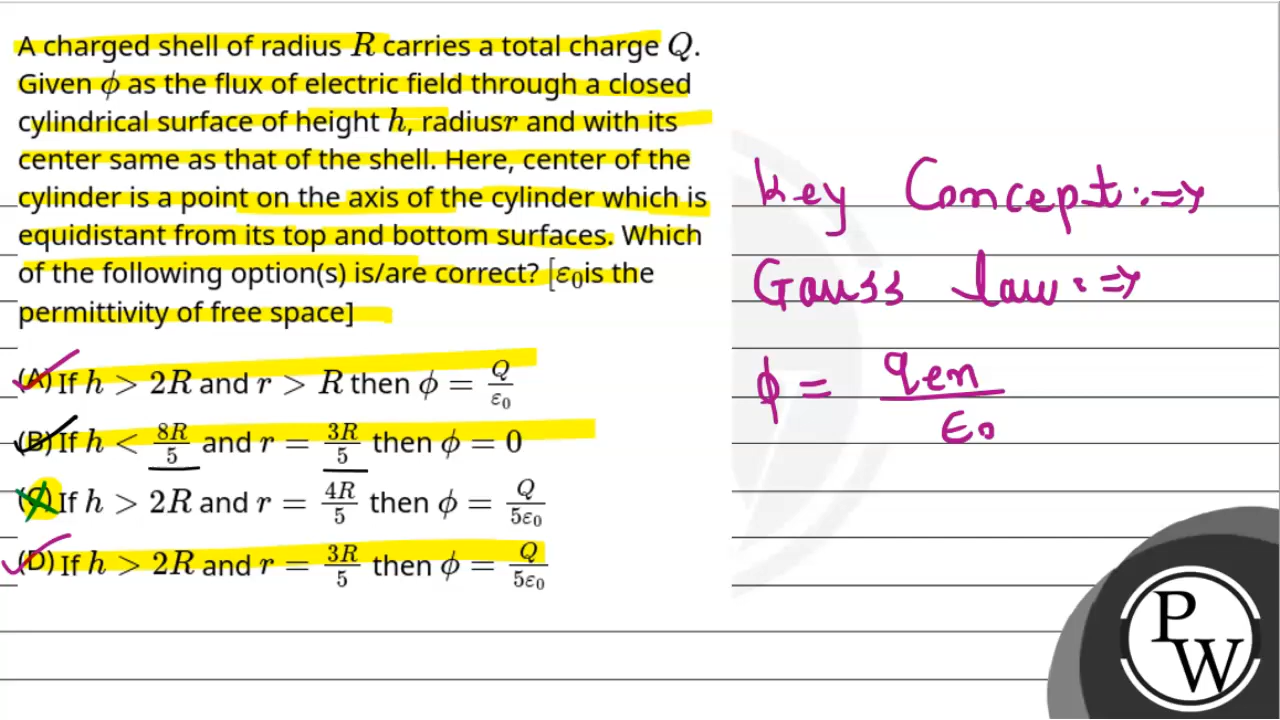 A charged shell of radius R carries a total charge Q.
Given ϕ as the flux of electric field through a closed
cylindrical surface of height h, radiusr and with its
center same as that of the shell. Here, center of the
cylinder is a point on the axis of the cylinder which is
equidistant from its top and bottom surfaces. Which
of the following option(s) is/are correct? [ε₀is the
permittivity of free space]
(A) If h > 2R and r > R then ϕ = Q/ε₀
(B) If h < 8R/5 and r = 3R/5 then ϕ = 0
(C) If h > 2R and r = 4R/5 then ϕ = Q/5ε₀
(D) If h > 2R and r = 3R/5 then ϕ = Q/5ε₀
Key Concept :⇒
Gauss law :⇒
ϕ = qen/ε₀
P
W